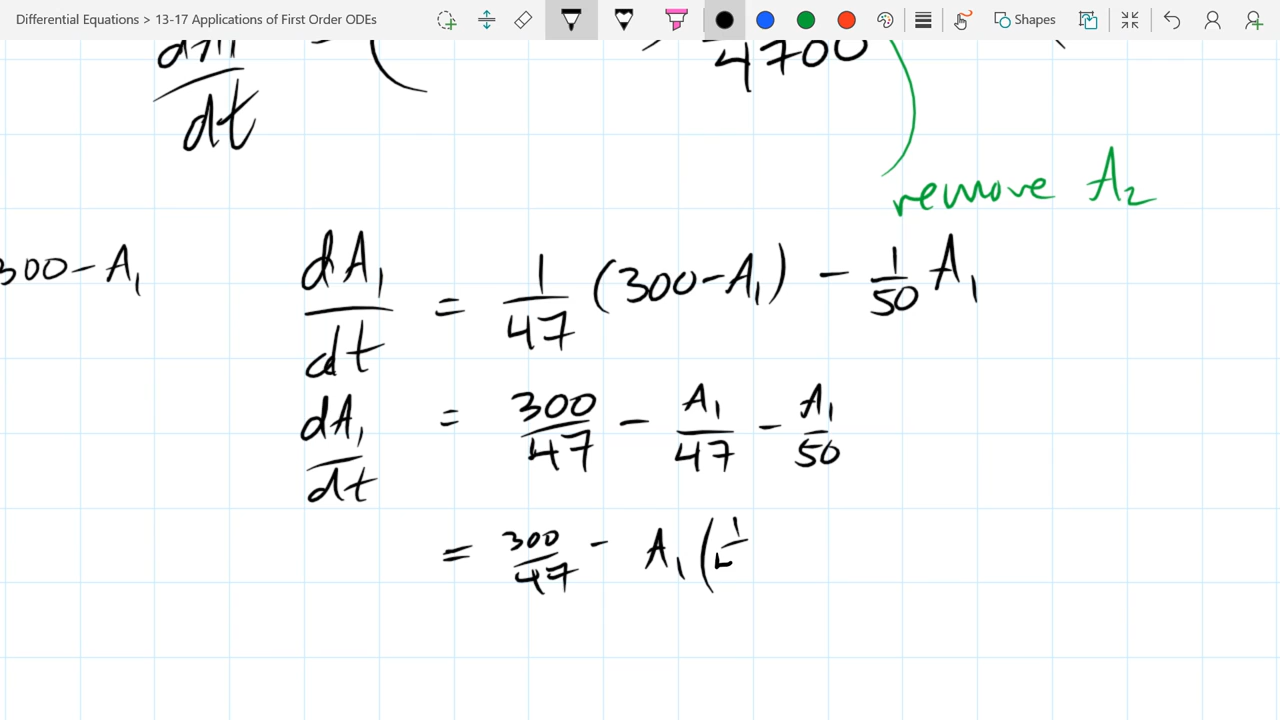 Differential Equations > 13-17 Applications of First Order ODEs
Shapes
dt
4700
remove A₂
300 - A₁
dA₁/dt = 1/47 (300 - A₁) - 1/50 A₁
dA₁/dt = 300/47 - A₁/47 - A₁/50
= 300/47 - A₁ (1/